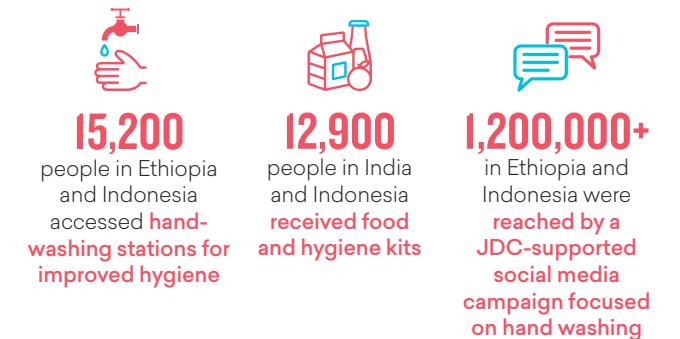 15,200
people in Ethiopia
and Indonesia
accessed hand-
washing stations for
improved hygiene
12,900
people in India
and Indonesia
received food
and hygiene kits
1,200,000+
in Ethiopia and
Indonesia were
reached by a
JDC-supported
social media
campaign focused
on hand washing